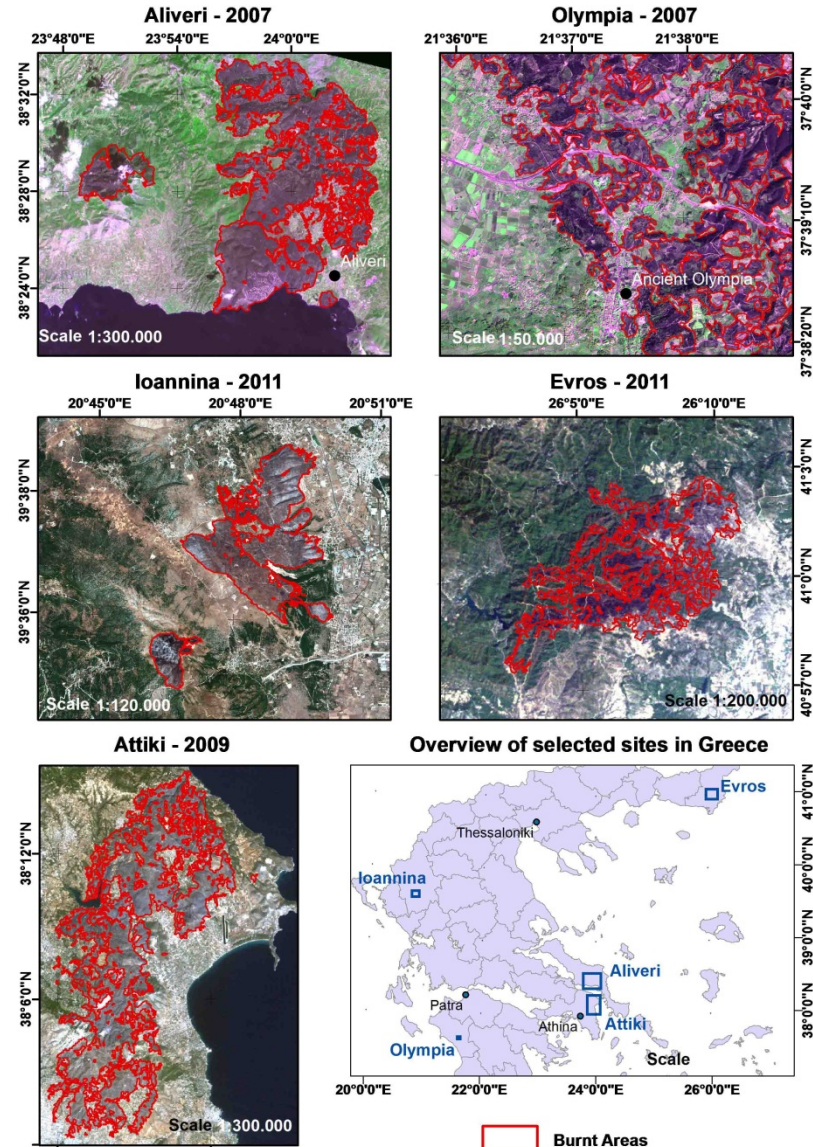 Aliveri - 2007
23°48'0"E 23°54'0"E 24°0'0"E
38°32'0"N
38°28'0"N
38°24'0"N
Aliveri
Scale 1:300.000
Olympia - 2007
21°36'0"E 21°37'0"E 21°38'0"E
37°40'0"N
37°39'10"N
37°38'20"N
Ancient Olympia
Scale 1:50.000
Ioannina - 2011
20°45'0"E 20°48'0"E 20°51'0"E
39°38'0"N
39°36'0"N
Scale 1:120.000
Evros - 2011
26°5'0"E 26°10'0"E
41°3'0"N
41°0'0"N
40°57'0"N
Scale 1:200.000
Attiki - 2009
38°12'0"N
38°6'0"N
Scale 1:300.000
Overview of selected sites in Greece
Evros
Thessaloniki
Ioannina
Aliveri
Patra
Athina
Attiki
Olympia
Scale
41°0'0"N
40°0'0"N
39°0'0"N
38°0'0"N
20°0'0"E 22°0'0"E 24°0'0"E 26°0'0"E
Burnt Areas